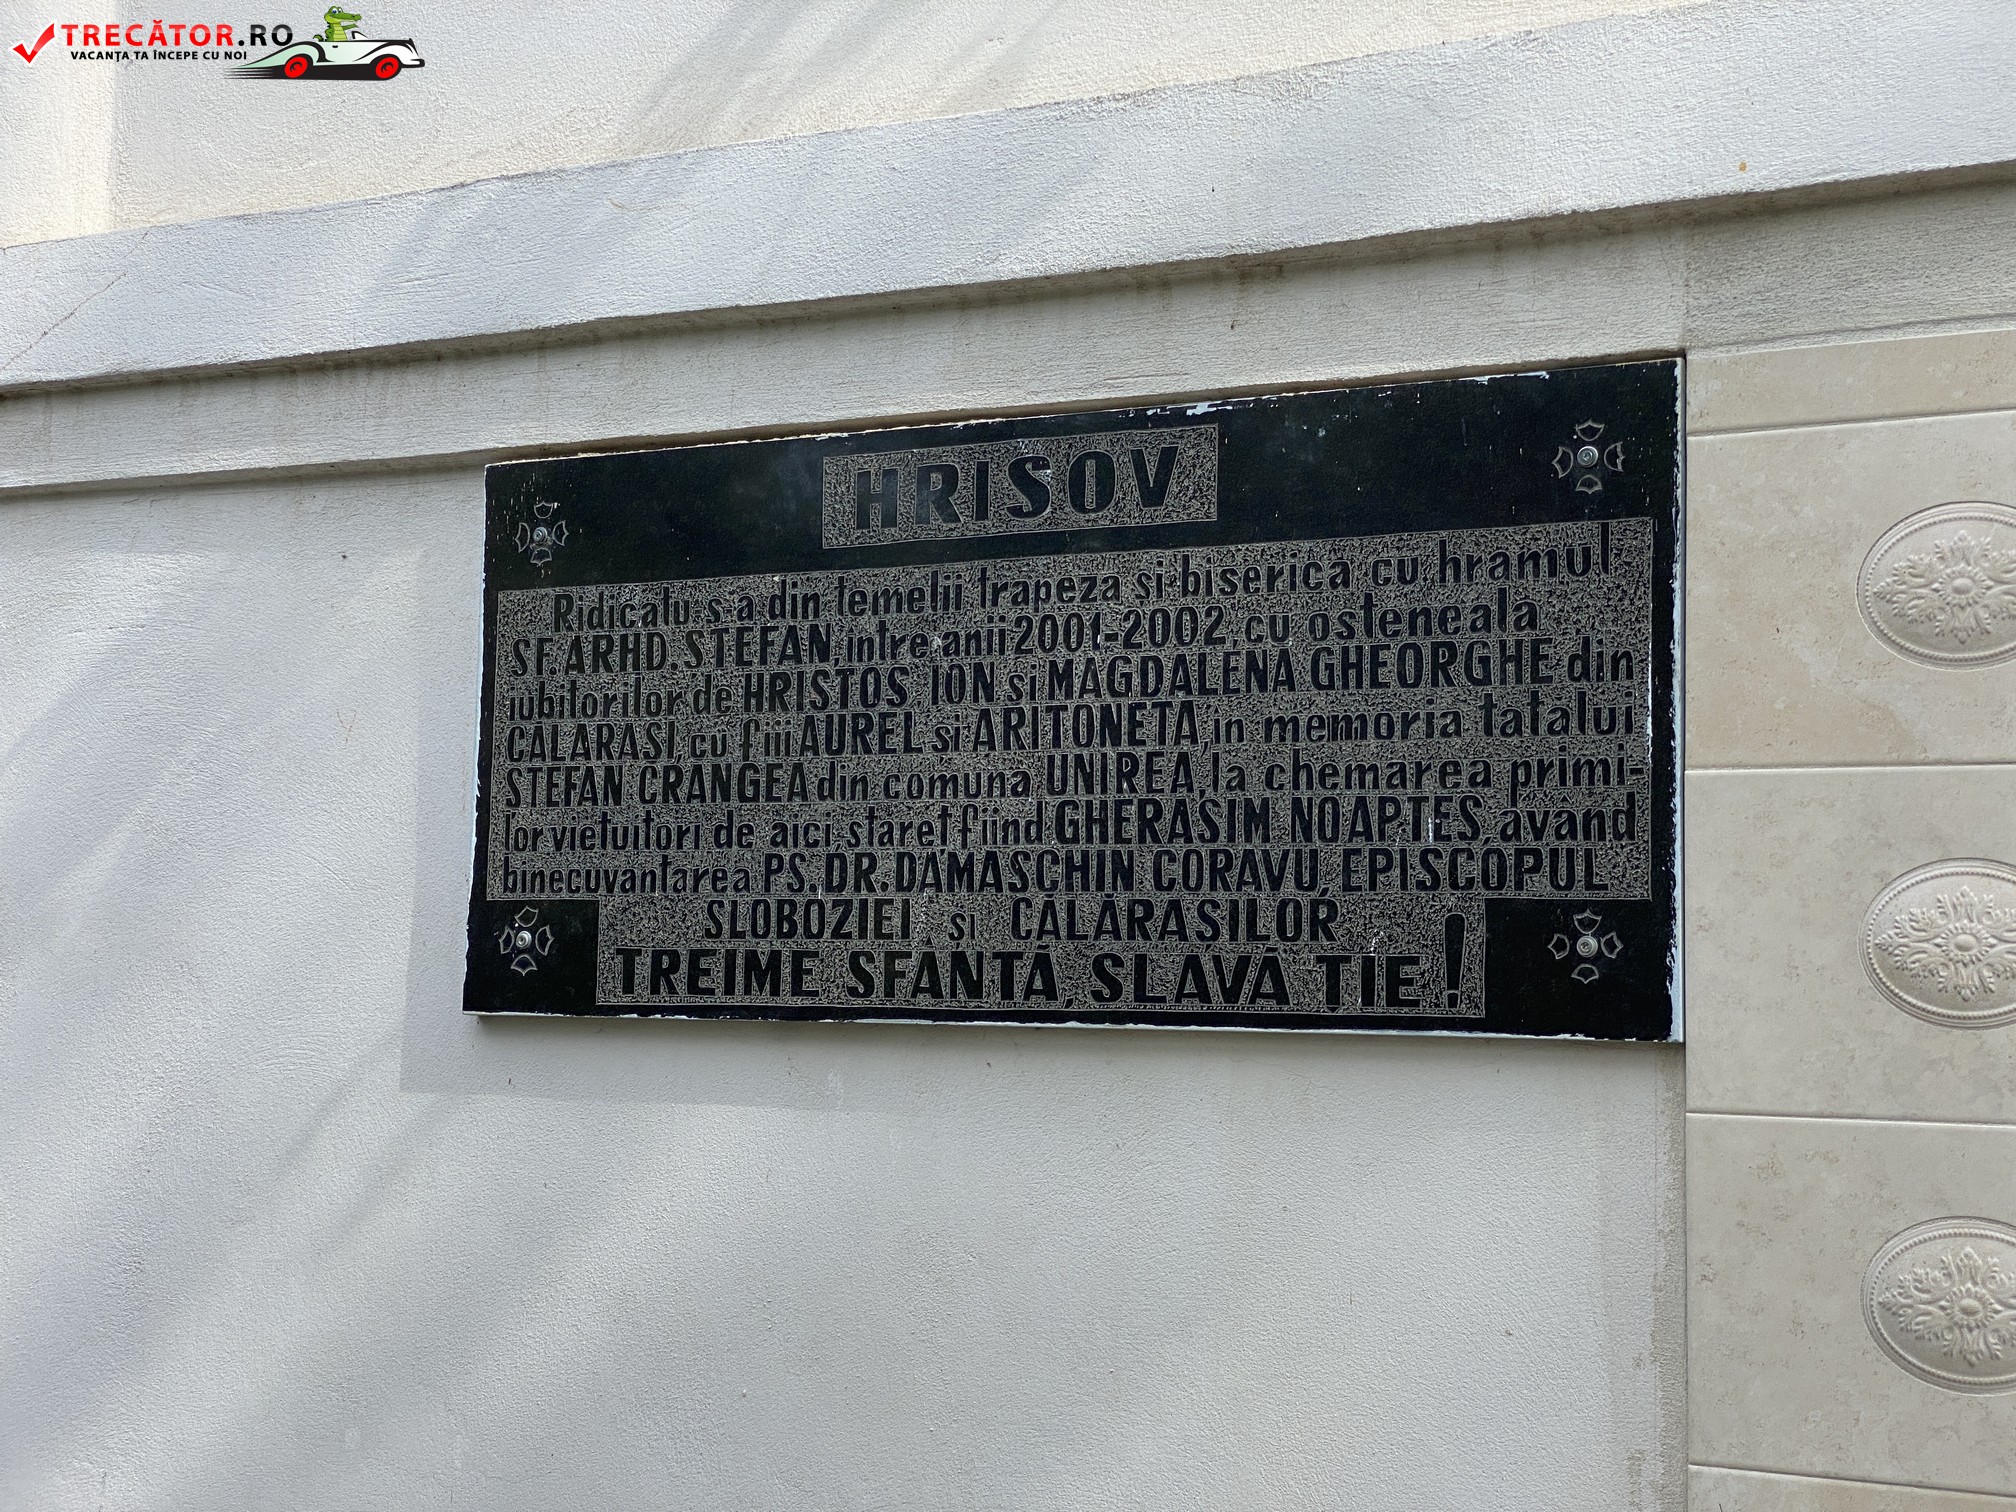 TRECĂTOR.RO
VACANȚA TA ÎNCEPE CU NOI
HRISOV
Ridicatu-s-a din temelii trapeza si biserica cu hramul
SF. ARHD. STEFAN, intre anii 2001-2002, cu osteneala
iubitorilor de HRISTOS ION si MAGDALENA GHEORGHE din
CALARASI, cu fiii AUREL si ARITONETA, in memoria tatalui
STEFAN CRANGEA din comuna UNIREA, la chemarea primi-
lor vietuitori de aici, staret fiind GHERASIM NOAPTES, având
binecuvantarea PS. DR. DAMASCHIN CORAVU, EPISCOPUL
SLOBOZIEI si CĂLĂRASILOR
TREIME SFÂNTĂ, SLAVĂ ȚIE !